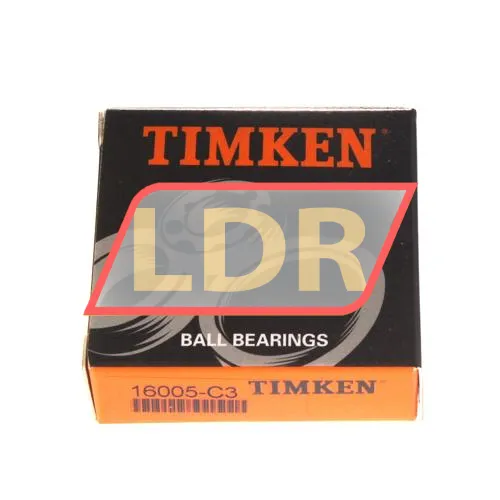 TIMKEN®
LDR
BALL BEARINGS
16005-C3 TIMKEN